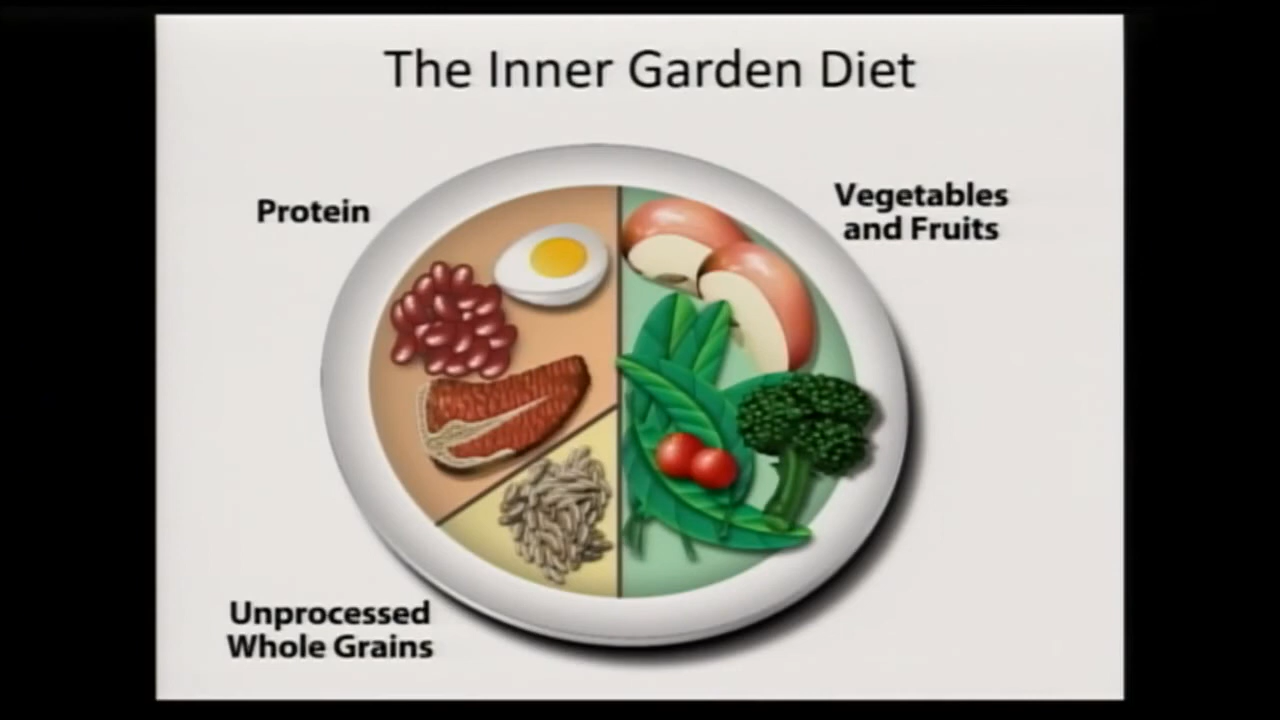 The Inner Garden Diet
Protein
Vegetables
and Fruits
Unprocessed
Whole Grains